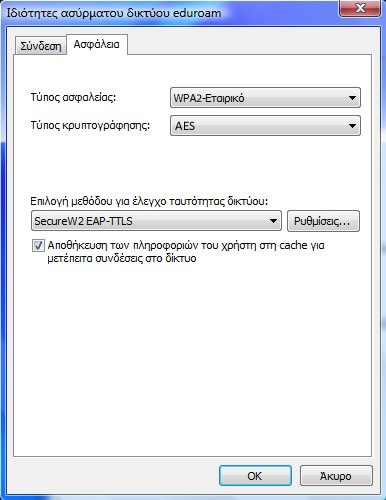 Ιδιότητες ασύρματου δικτύου eduroam
Σύνδεση Ασφάλεια
Τύπος ασφαλείας: WPA2-Εταιρικό
Τύπος κρυπτογράφησης: AES
Επιλογή μεθόδου για έλεγχο ταυτότητας δικτύου:
SecureW2 EAP-TTLS Ρυθμίσεις...
Αποθήκευση των πληροφοριών του χρήστη στη cache για
μετέπειτα συνδέσεις στο δίκτυο
OK Άκυρο